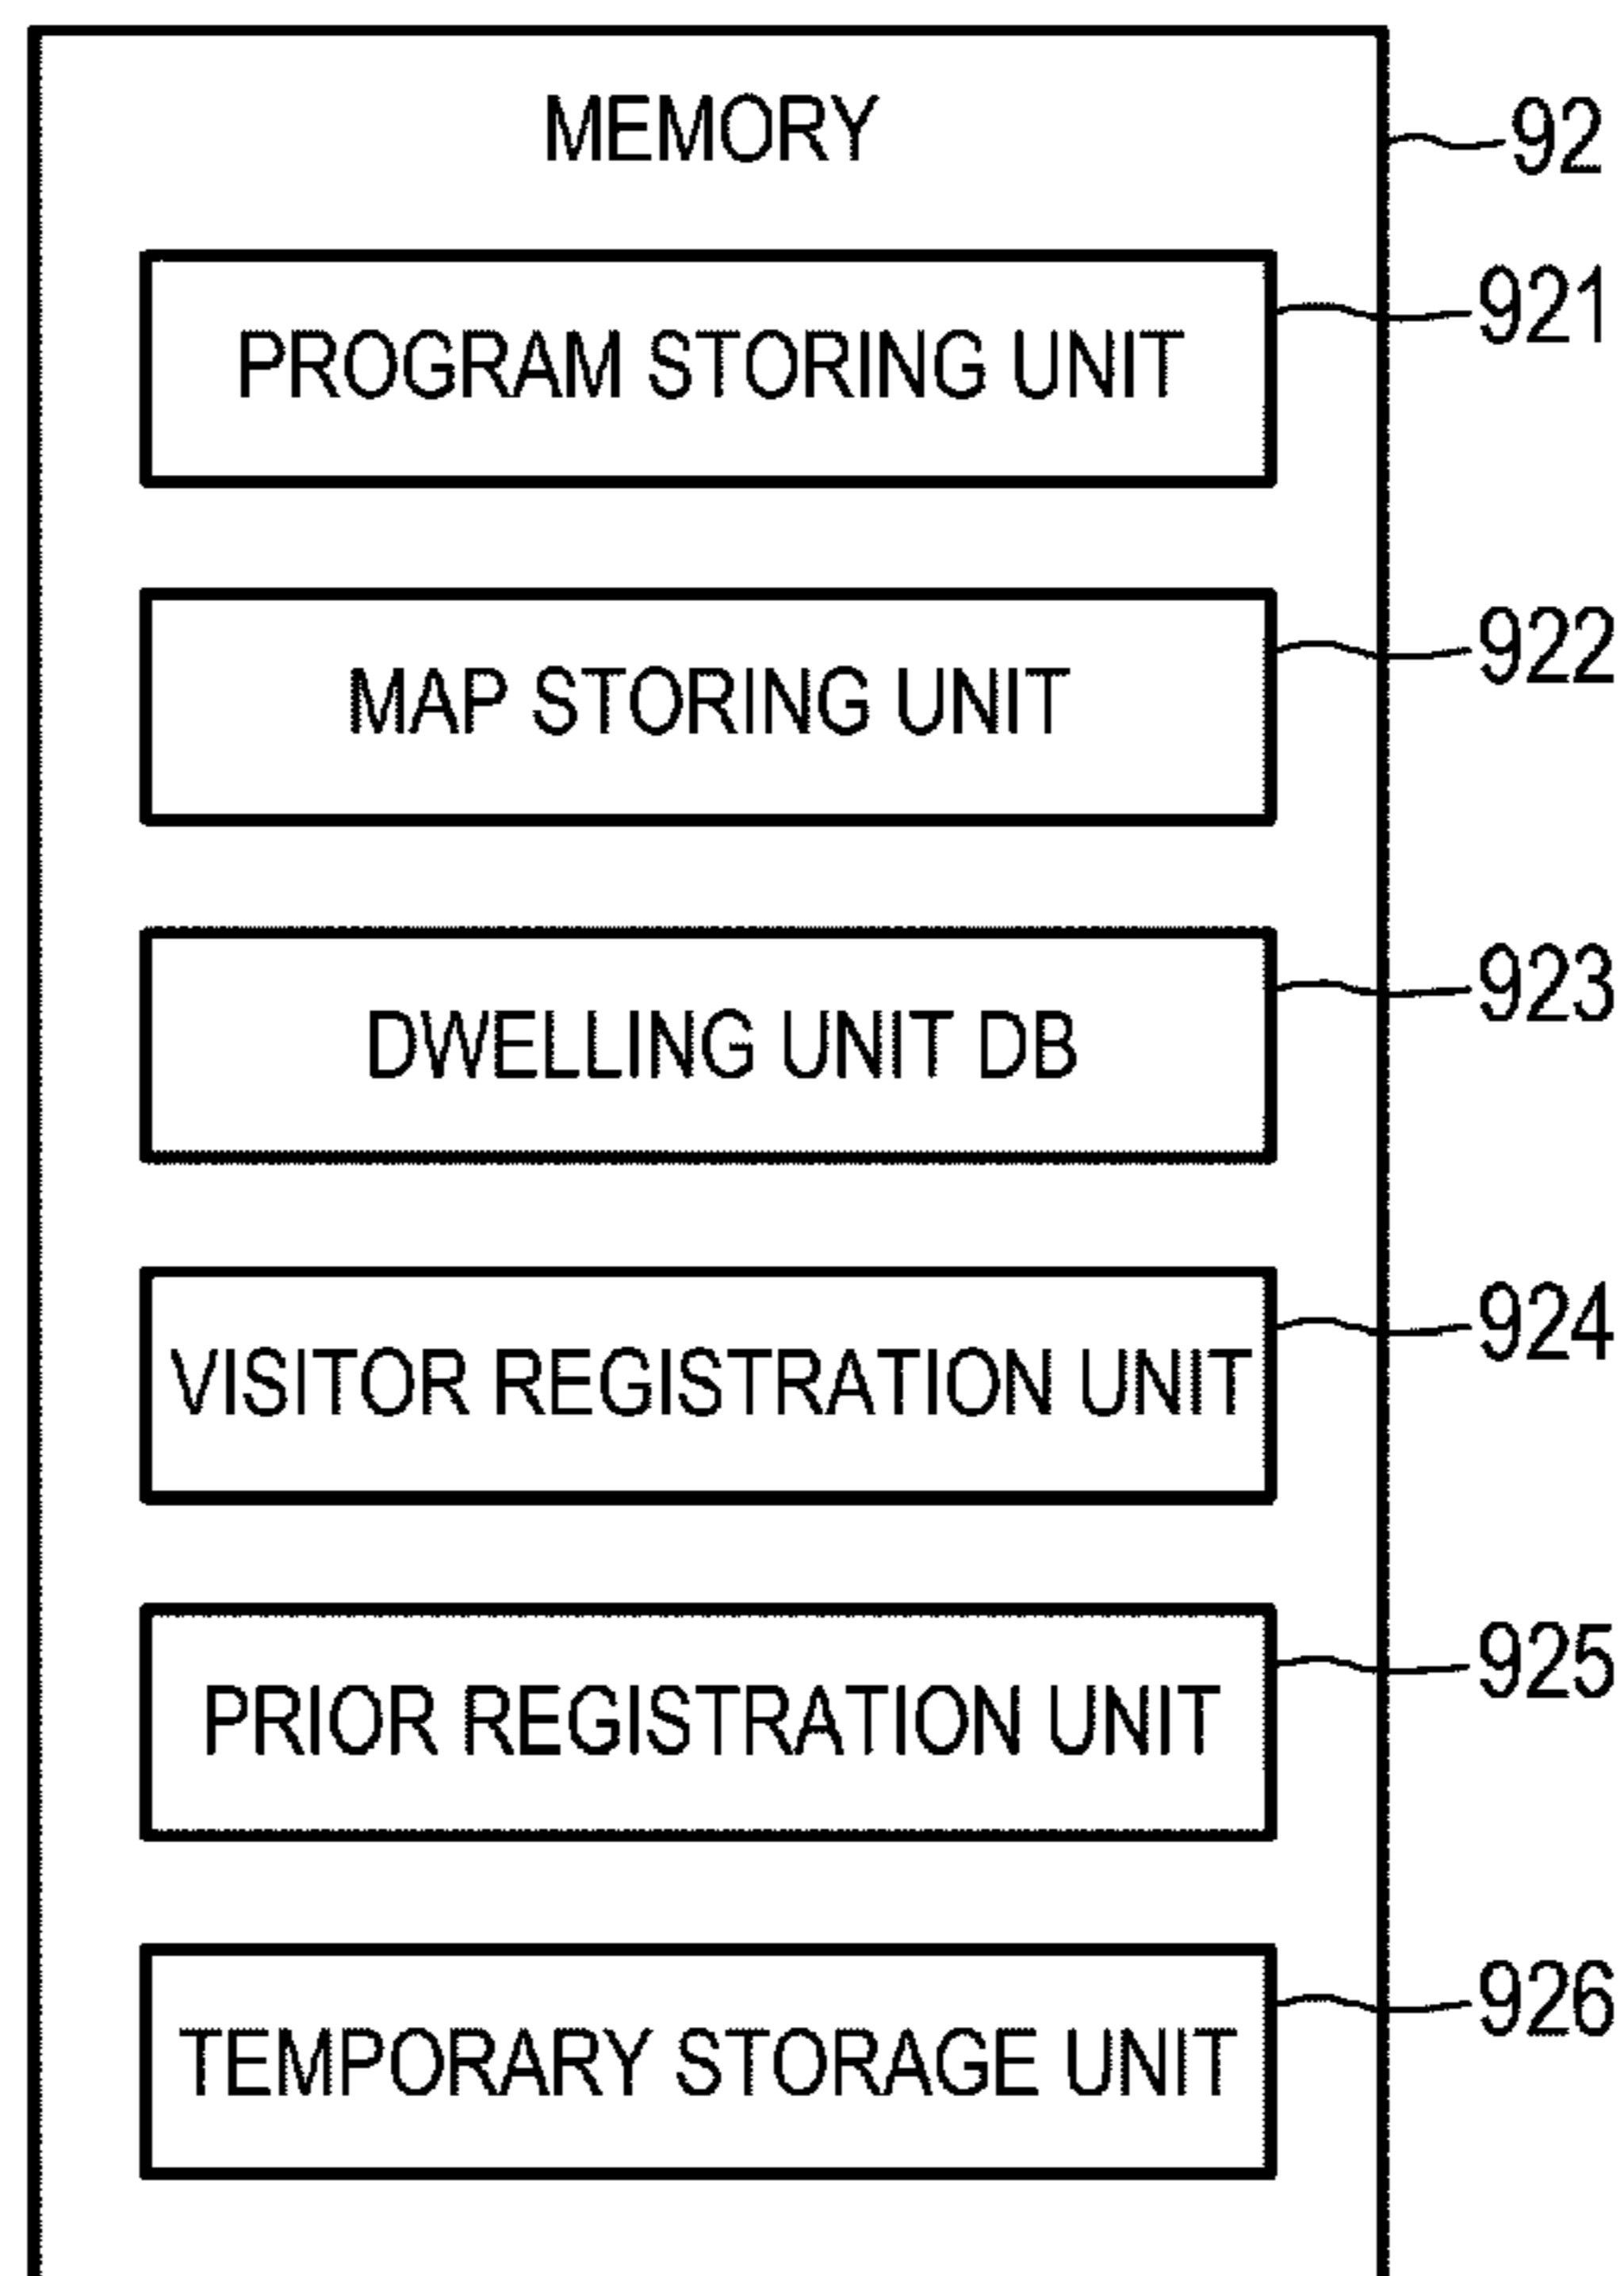 MEMORY
92
PROGRAM STORING UNIT
921
MAP STORING UNIT
922
DWELLING UNIT DB
923
VISITOR REGISTRATION UNIT
924
PRIOR REGISTRATION UNIT
925
TEMPORARY STORAGE UNIT
926